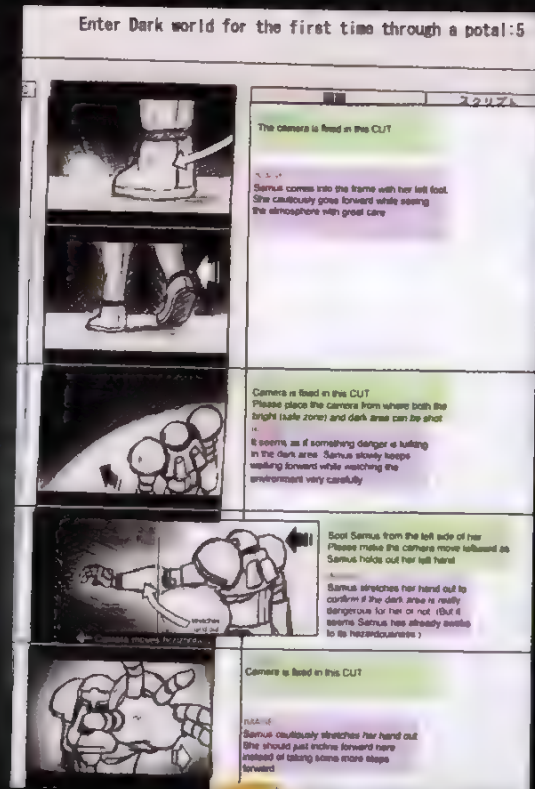 Enter Dark world for the first time through a potal:5
スクリプト
The camera is fixed in this CUT
Samus comes into the frame with her left foot.
She cautiously goes forward while seeing
the atmosphere with great care
Camera is fixed in this CUT
Please place the camera from where both the
bright (safe zone) and dark area can be shot
It seems as if something danger is lurking
in the dark area. Samus slowly keeps
walking forward while watching the
environment very carefully
Soot Samus from the left side of her
Please make the camera move leftward as
Samus holds out her left hand
Samus stretches her hand out to
confirm if the dark area is really
dangerous for her or not. (But it
seems Samus has already awake
to its hazardousness.)
stretches
Camera moves
Camera is fixed in this CUT
Samus cautiously stretches her hand out
She should just incline forward here
instead of taking some more steps
forward